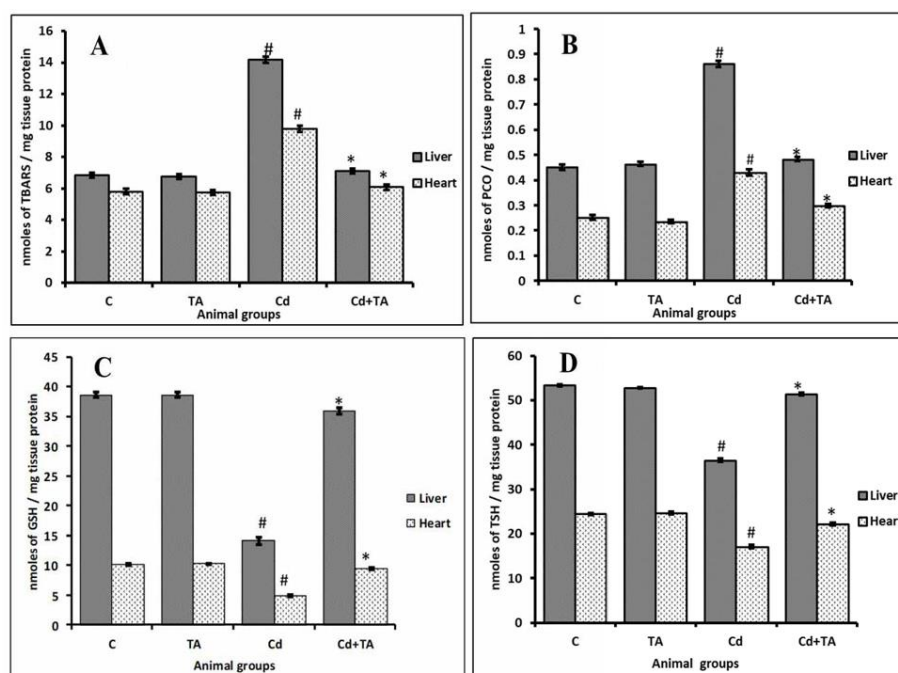 A
nmoles of TBARS / mg tissue protein
16
14
12
10
8
6
4
2
0
#
#
*
*
Liver
Heart
C TA Cd Cd+TA
Animal groups
B
nmoles of PCO / mg tissue protein
1
0.9
0.8
0.7
0.6
0.5
0.4
0.3
0.2
0.1
0
#
#
*
*
Liver
Heart
C TA Cd Cd+TA
Animal groups
C
nmoles of GSH / mg tissue protein
45
40
35
30
25
20
15
10
5
0
#
#
*
*
Liver
Heart
C TA Cd Cd+TA
Animal groups
D
nmoles of TSH / mg tissue protein
60
50
40
30
20
10
0
#
#
*
*
Liver
Heart
C TA Cd Cd+TA
Animal groups